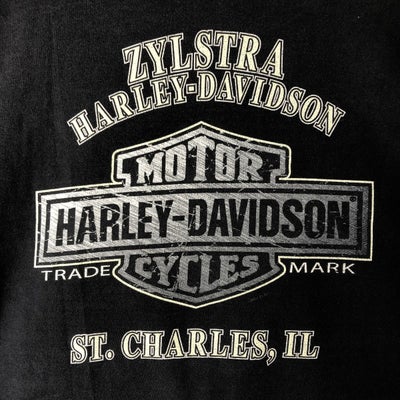 ZYLSTRA
HARLEY-DAVIDSON
MOTOR
HARLEY-DAVIDSON
CYCLES
TRADE MARK
ST. CHARLES, IL